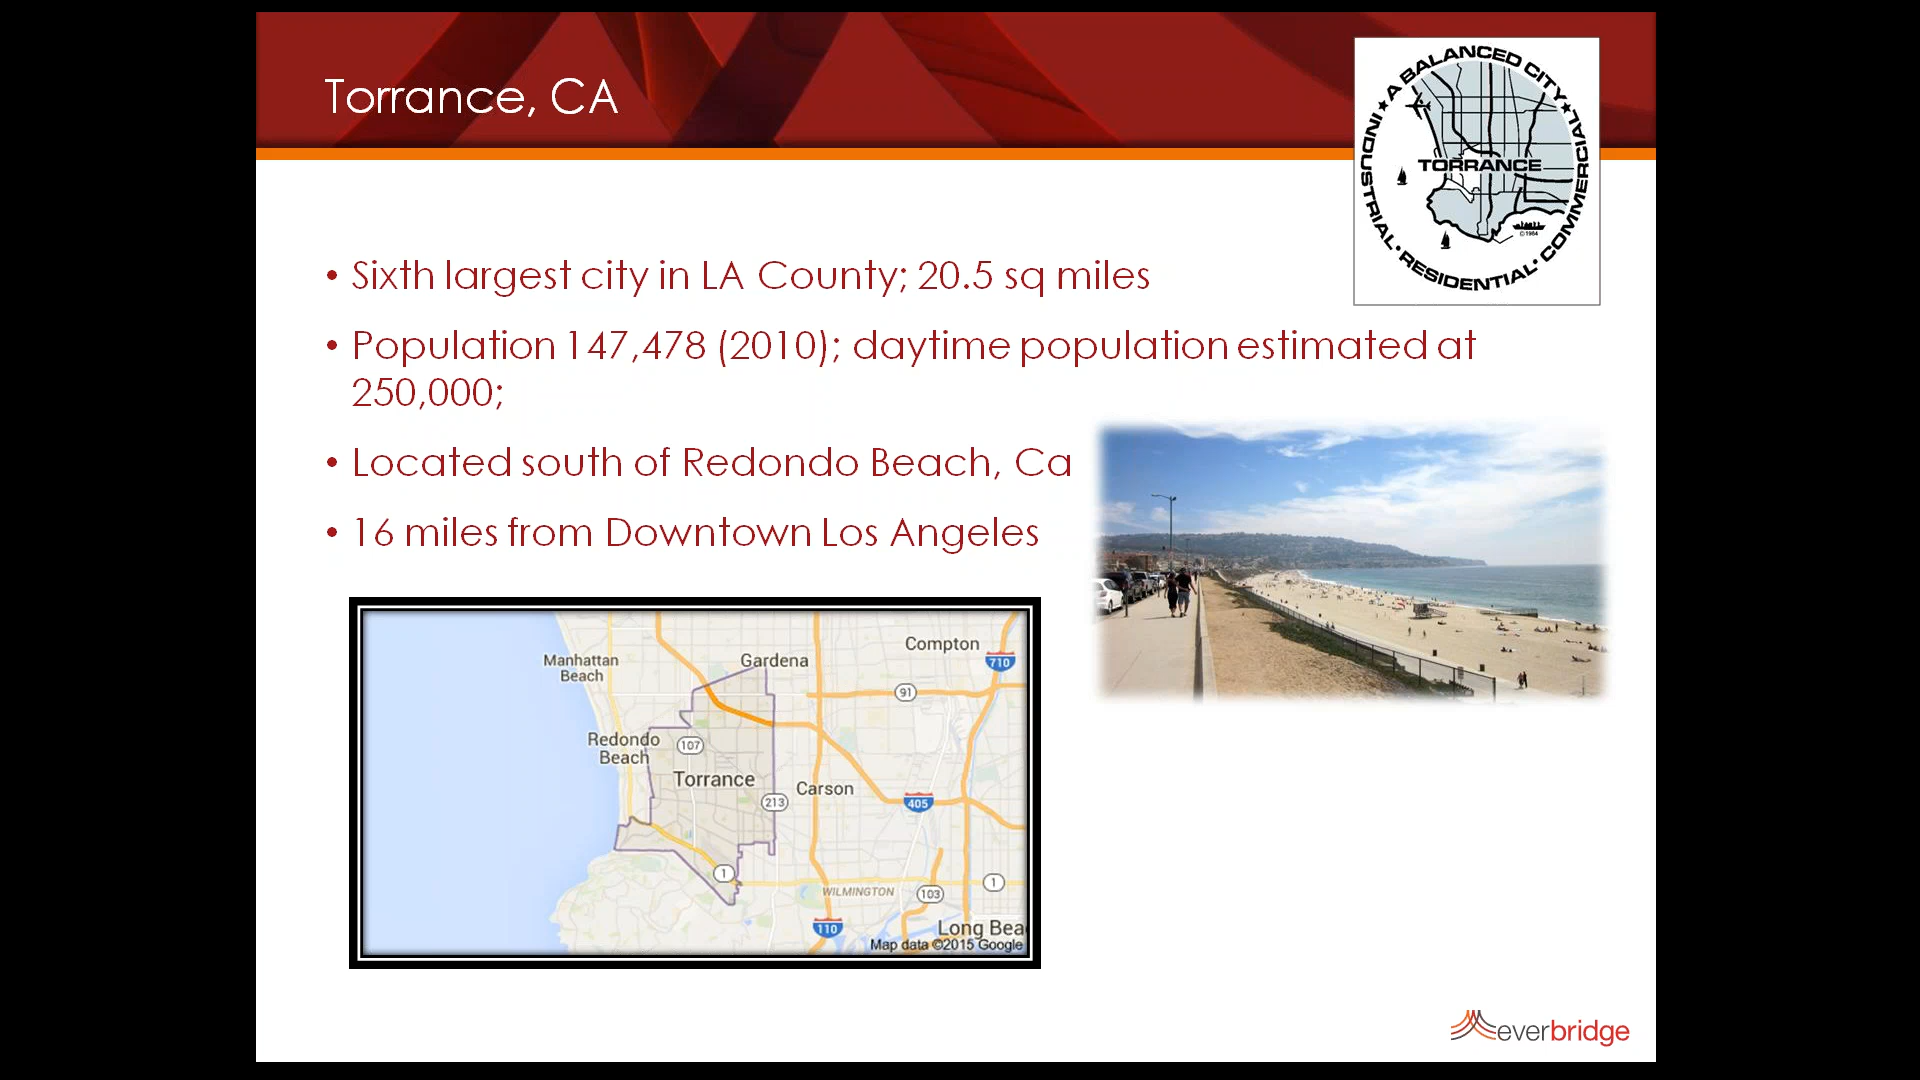 Torrance, CA
A BALANCED CITY
INDUSTRIAL · RESIDENTIAL · COMMERCIAL
TORRANCE
©1984
• Sixth largest city in LA County; 20.5 sq miles
• Population 147,478 (2010); daytime population estimated at
250,000;
• Located south of Redondo Beach, Ca
• 16 miles from Downtown Los Angeles
Compton
Manhattan
Beach
Gardena
710
91
Redondo
Beach
107
Torrance
Carson
213
405
1
WILMINGTON
103
1
110
Long Bea
Map data ©2015 Google
everbridge